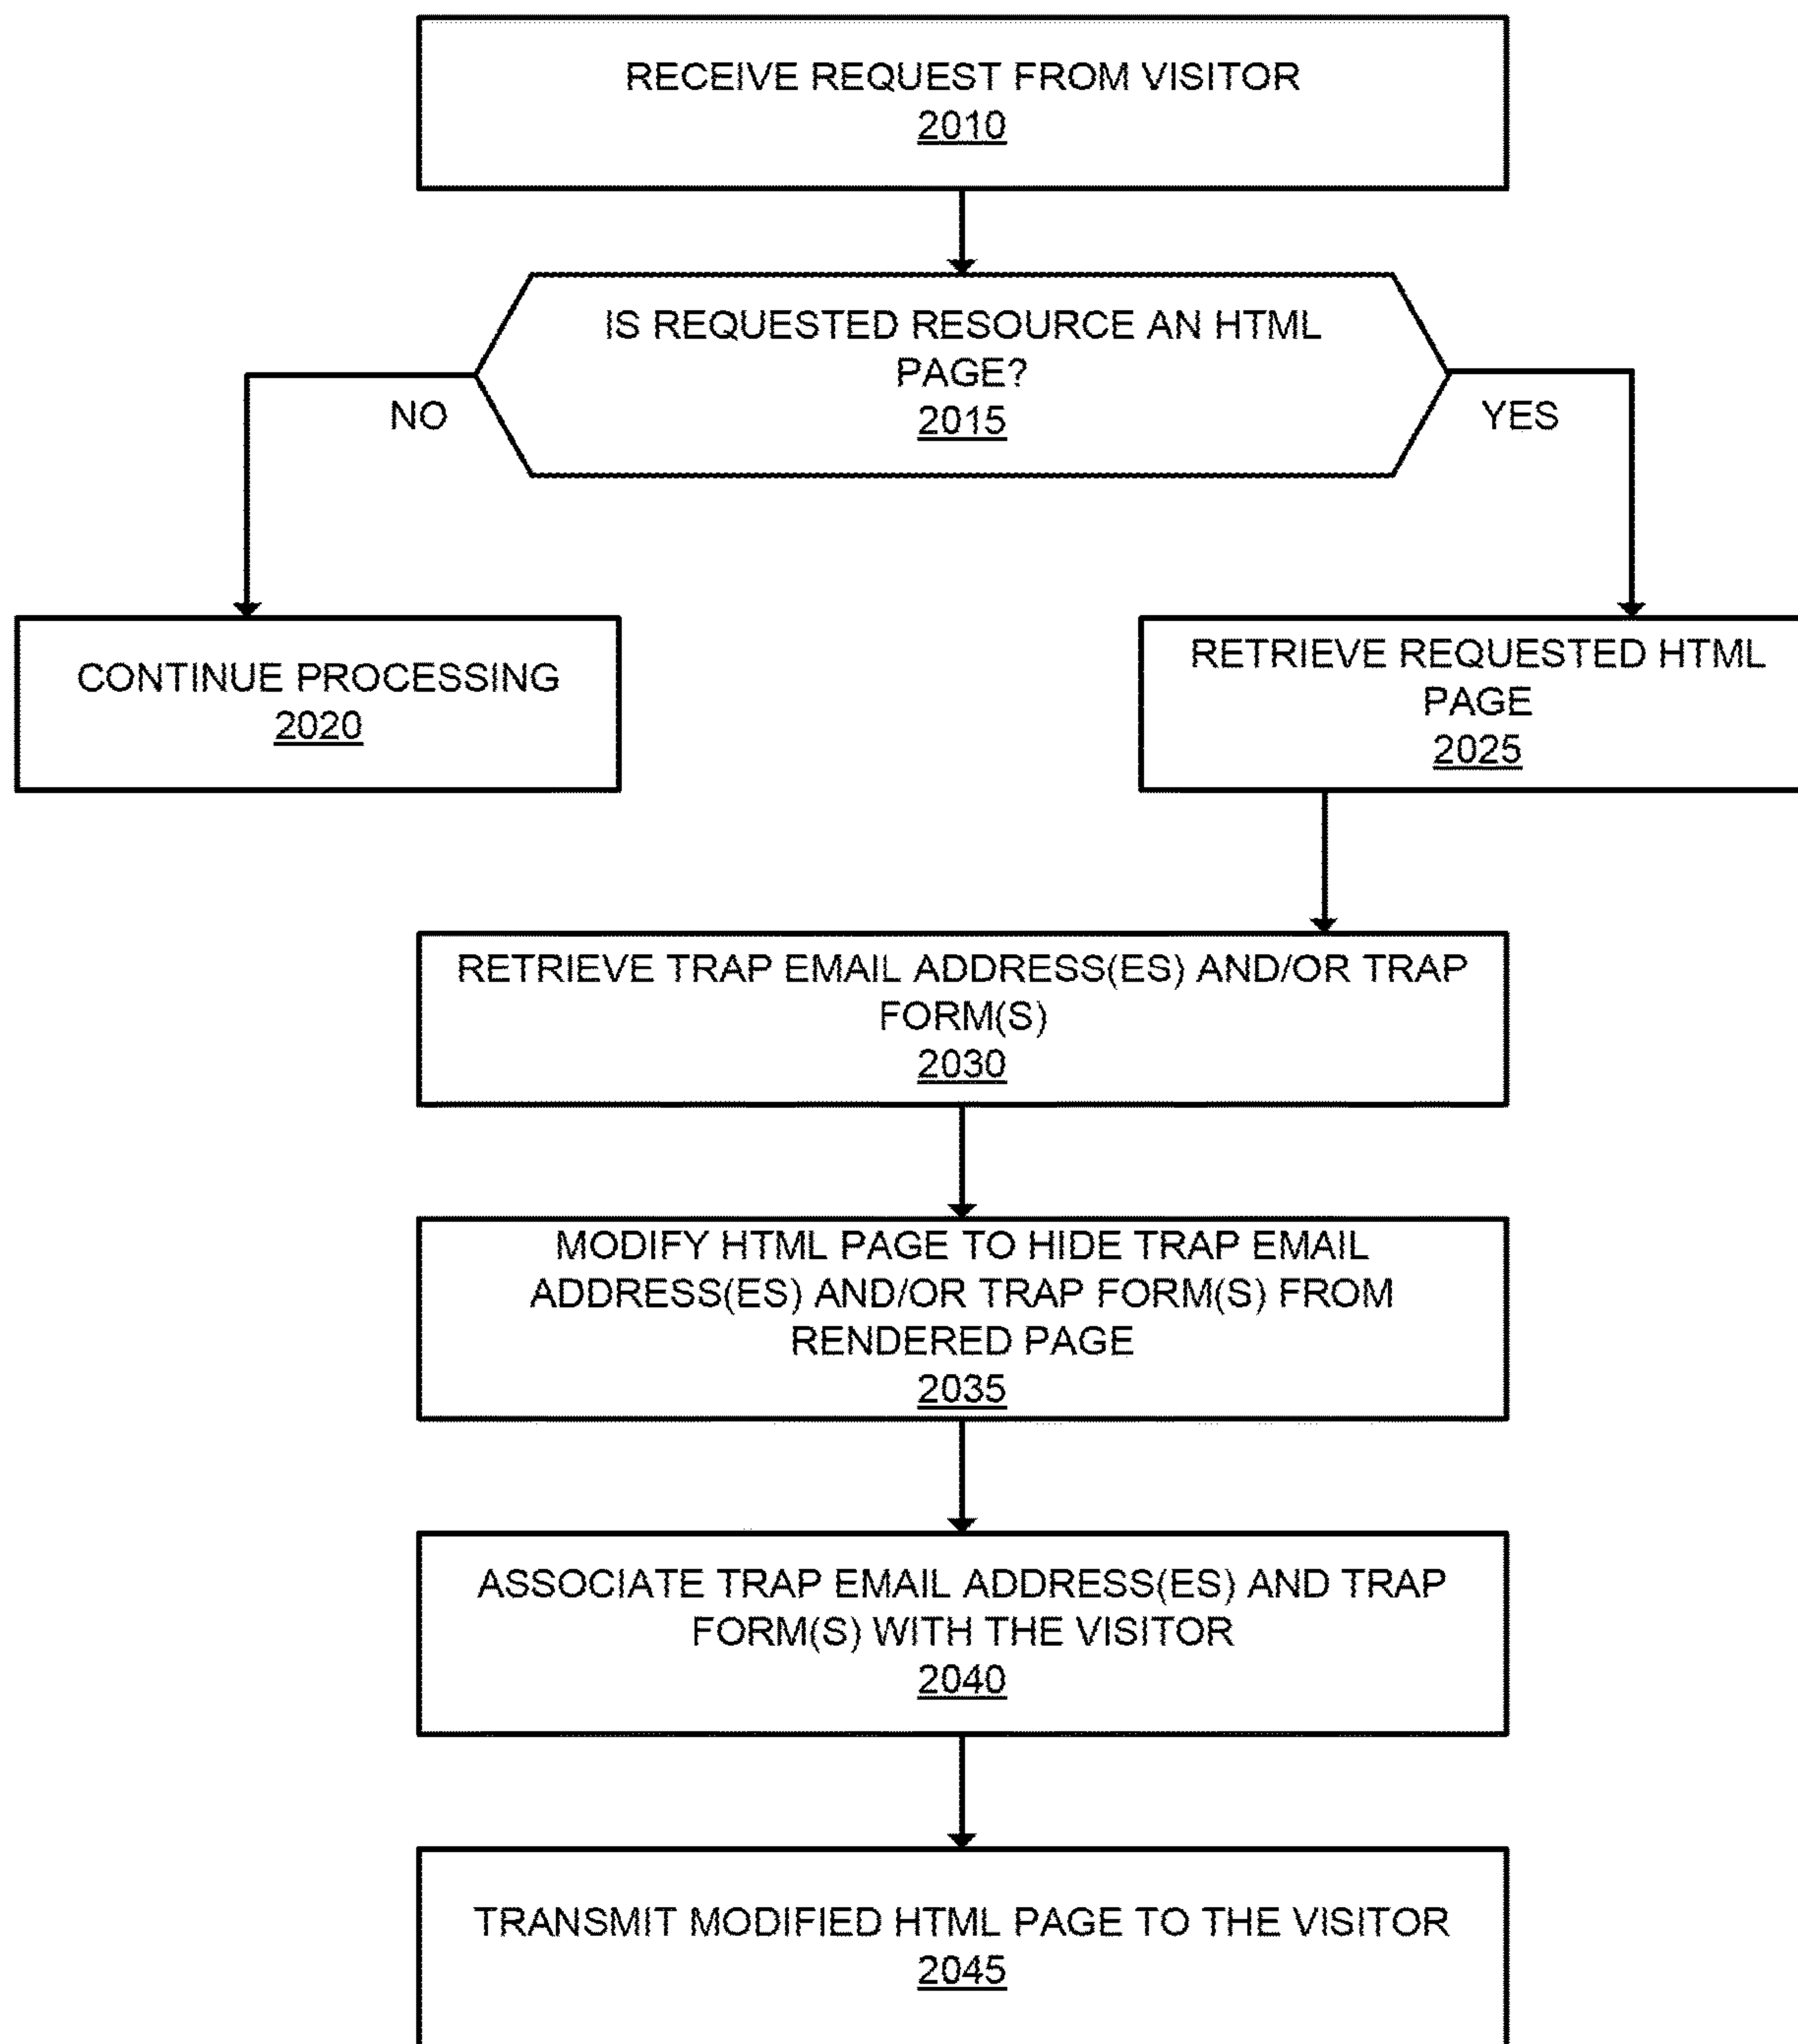 RECEIVE REQUEST FROM VISITOR
2010
IS REQUESTED RESOURCE AN HTML
PAGE?
2015
NO
YES
CONTINUE PROCESSING
2020
RETRIEVE REQUESTED HTML
PAGE
2025
RETRIEVE TRAP EMAIL ADDRESS(ES) AND/OR TRAP
FORM(S)
2030
MODIFY HTML PAGE TO HIDE TRAP EMAIL
ADDRESS(ES) AND/OR TRAP FORM(S) FROM
RENDERED PAGE
2035
ASSOCIATE TRAP EMAIL ADDRESS(ES) AND TRAP
FORM(S) WITH THE VISITOR
2040
TRANSMIT MODIFIED HTML PAGE TO THE VISITOR
2045